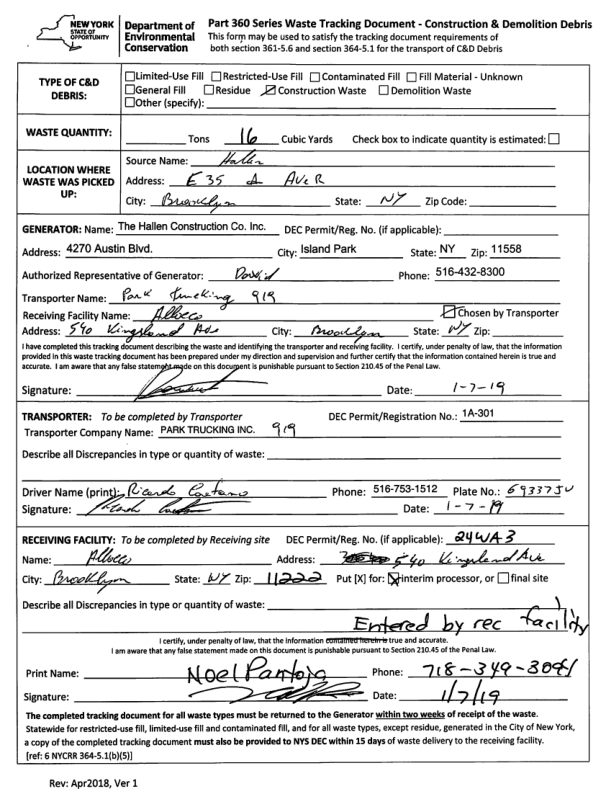 NEW YORK STATE OF OPPORTUNITY
Department of Environmental Conservation
Part 360 Series Waste Tracking Document - Construction & Demolition Debris
This form may be used to satisfy the tracking document requirements of
both section 361-5.6 and section 364-5.1 for the transport of C&D Debris
TYPE OF C&D DEBRIS:
☐Limited-Use Fill ☐Restricted-Use Fill ☐Contaminated Fill ☐Fill Material - Unknown
☐General Fill ☐Residue ☑Construction Waste ☐Demolition Waste
☐Other (specify):
WASTE QUANTITY: Tons 16 Cubic Yards Check box to indicate quantity is estimated: ☐
LOCATION WHERE WASTE WAS PICKED UP:
Source Name: Hallen
Address: E 35 Ave R
City: Brooklyn State: NY Zip Code:
GENERATOR: Name: The Hallen Construction Co. Inc. DEC Permit/Reg. No. (if applicable):
Address: 4270 Austin Blvd. City: Island Park State: NY Zip: 11558
Authorized Representative of Generator: Phone: 516-432-8300
Transporter Name: Park trucking 919
Receiving Facility Name: Allocco ☑Chosen by Transporter
Address: 540 Kingsland Ave City: Brooklyn State: NY Zip:
I have completed this tracking document describing the waste and identifying the transporter and receiving facility. I certify, under penalty of law, that the information
provided in this waste tracking document has been prepared under my direction and supervision and further certify that the information contained herein is true and
accurate. I am aware that any false statement made on this document is punishable pursuant to Section 210.45 of the Penal Law.
Signature: Date: 1-7-19
TRANSPORTER: To be completed by Transporter DEC Permit/Registration No.: 1A-301
Transporter Company Name: PARK TRUCKING INC. 919
Describe all Discrepancies in type or quantity of waste:
Driver Name (print): Ricardo Caetano Phone: 516-753-1512 Plate No.: 69337JU
Signature: Date: 1-7-19
RECEIVING FACILITY: To be completed by Receiving site DEC Permit/Reg. No. (if applicable): 24WA3
Name: Allocco Address: 540 Kingsland Ave
City: Brooklyn State: NY Zip: 11222 Put [X] for: ☒interim processor, or ☐final site
Describe all Discrepancies in type or quantity of waste:
Entered by rec facility
I certify, under penalty of law, that the information contained herein is true and accurate.
I am aware that any false statement made on this document is punishable pursuant to Section 210.45 of the Penal Law.
Print Name: Noel Pantoja Phone: 718-349-3091
Signature: Date: 1/7/19
The completed tracking document for all waste types must be returned to the Generator within two weeks of receipt of the waste.
Statewide for restricted-use fill, limited-use fill and contaminated fill, and for all waste types, except residue, generated in the City of New York,
a copy of the completed tracking document must also be provided to NYS DEC within 15 days of waste delivery to the receiving facility.
[ref: 6 NYCRR 364-5.1(b)(5)]
Rev: Apr2018, Ver 1